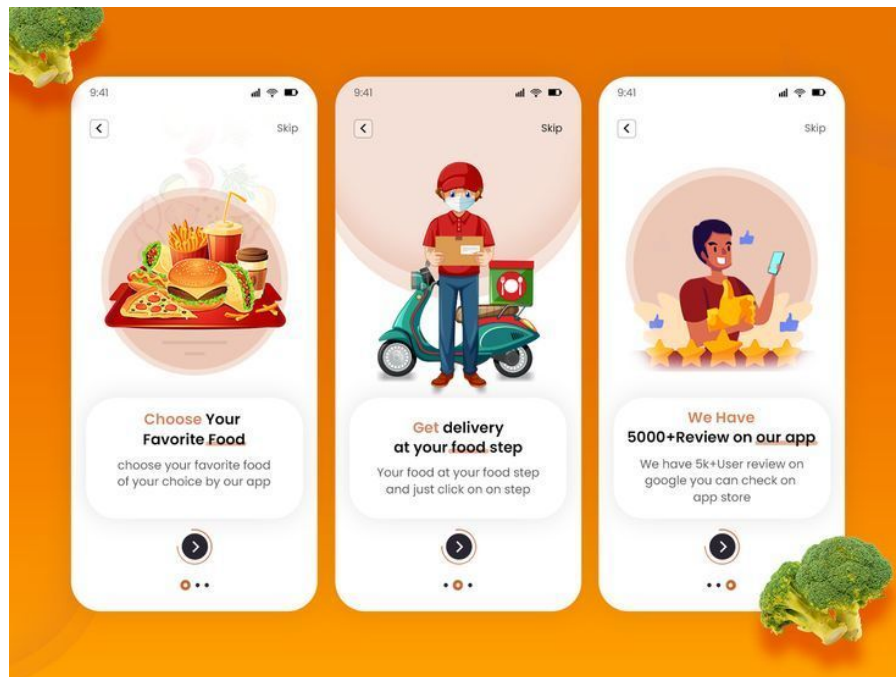 9:41
Skip
Choose Your
Favorite Food
choose your favorite food
of your choice by our app
9:41
Skip
Get delivery
at your food step
Your food at your food step
and just click on on step
9:41
Skip
We Have
5000+Review on our app
We have 5k+User review on
google you can check on
app store